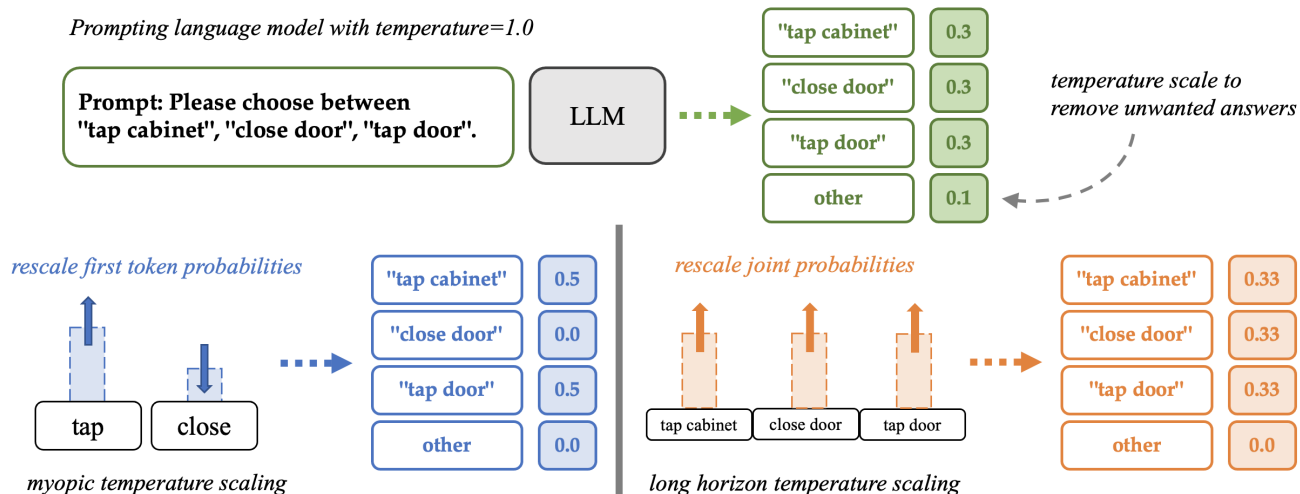 Prompting language model with temperature=1.0
Prompt: Please choose between
"tap cabinet", "close door", "tap door".
LLM
"tap cabinet" 0.3
"close door" 0.3
"tap door" 0.3
other 0.1
temperature scale to
remove unwanted answers
rescale first token probabilities
tap
close
"tap cabinet" 0.5
"close door" 0.0
"tap door" 0.5
other 0.0
myopic temperature scaling
rescale joint probabilities
tap cabinet
close door
tap door
"tap cabinet" 0.33
"close door" 0.33
"tap door" 0.33
other 0.0
long horizon temperature scaling